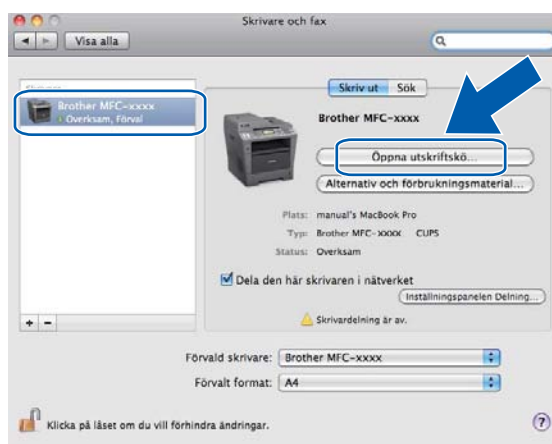 Skrivare och fax
Visa alla
Skriv ut Sök
Brother MFC-xxxx
Overksam, Förval
Brother MFC-xxxx
Öppna utskriftskö...
Alternativ och förbrukningsmaterial...
Plats: manual's MacBook Pro
Typ: Brother MFC-xxxx CUPS
Status: Overksam
Dela den här skrivaren i nätverket
Inställningspanelen Delning...
Skrivardelning är av.
+ −
Förvald skrivare: Brother MFC-xxxx
Förvalt format: A4
Klicka på låset om du vill förhindra ändringar.
?